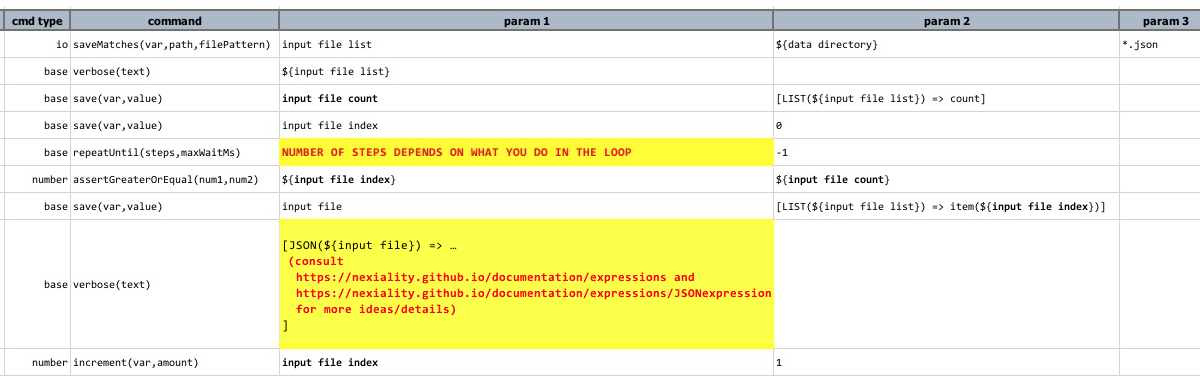 cmd type command param 1 param 2 param 3
io saveMatches(var,path,filePattern) input file list ${data directory} *.json
base verbose(text) ${input file list}
base save(var,value) input file count [LIST(${input file list}) => count]
base save(var,value) input file index 0
base repeatUntil(steps,maxWaitMs) NUMBER OF STEPS DEPENDS ON WHAT YOU DO IN THE LOOP -1
number assertGreaterOrEqual(num1,num2) ${input file index} ${input file count}
base save(var,value) input file [LIST(${input file list}) => item(${input file index})]
base verbose(text) [JSON(${input file}) => …
(consult
https://nexiality.github.io/documentation/expressions and
https://nexiality.github.io/documentation/expressions/JSONexpression
for more ideas/details)
]
number increment(var,amount) input file index 1